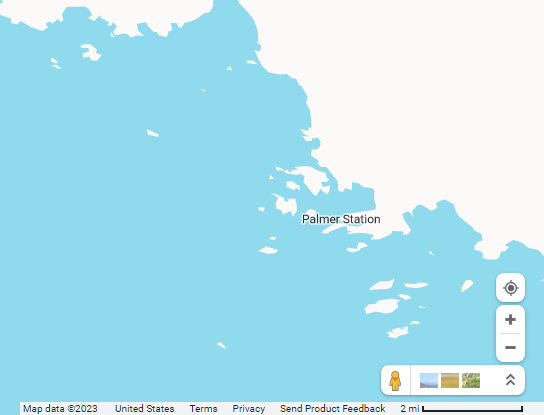 Palmer Station
Map data ©2023 United States Terms Privacy Send Product Feedback 2 mi